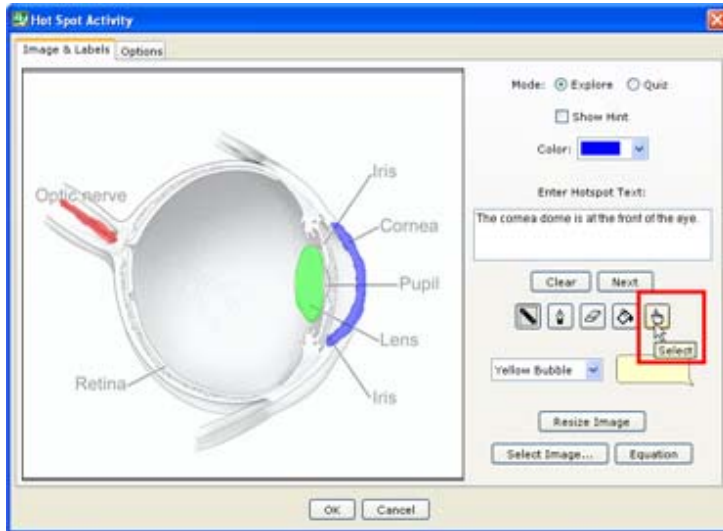 Hot Spot Activity
Image & Labels Options
Mode: Explore Quiz
Show Hint
Color:
Enter Hotspot Text:
The cornea dome is at the front of the eye.
Clear Next
Select
Yellow Bubble
Resize Image
Select Image... Equation
Optic nerve
Iris
Cornea
Pupil
Lens
Retina
Iris
OK Cancel